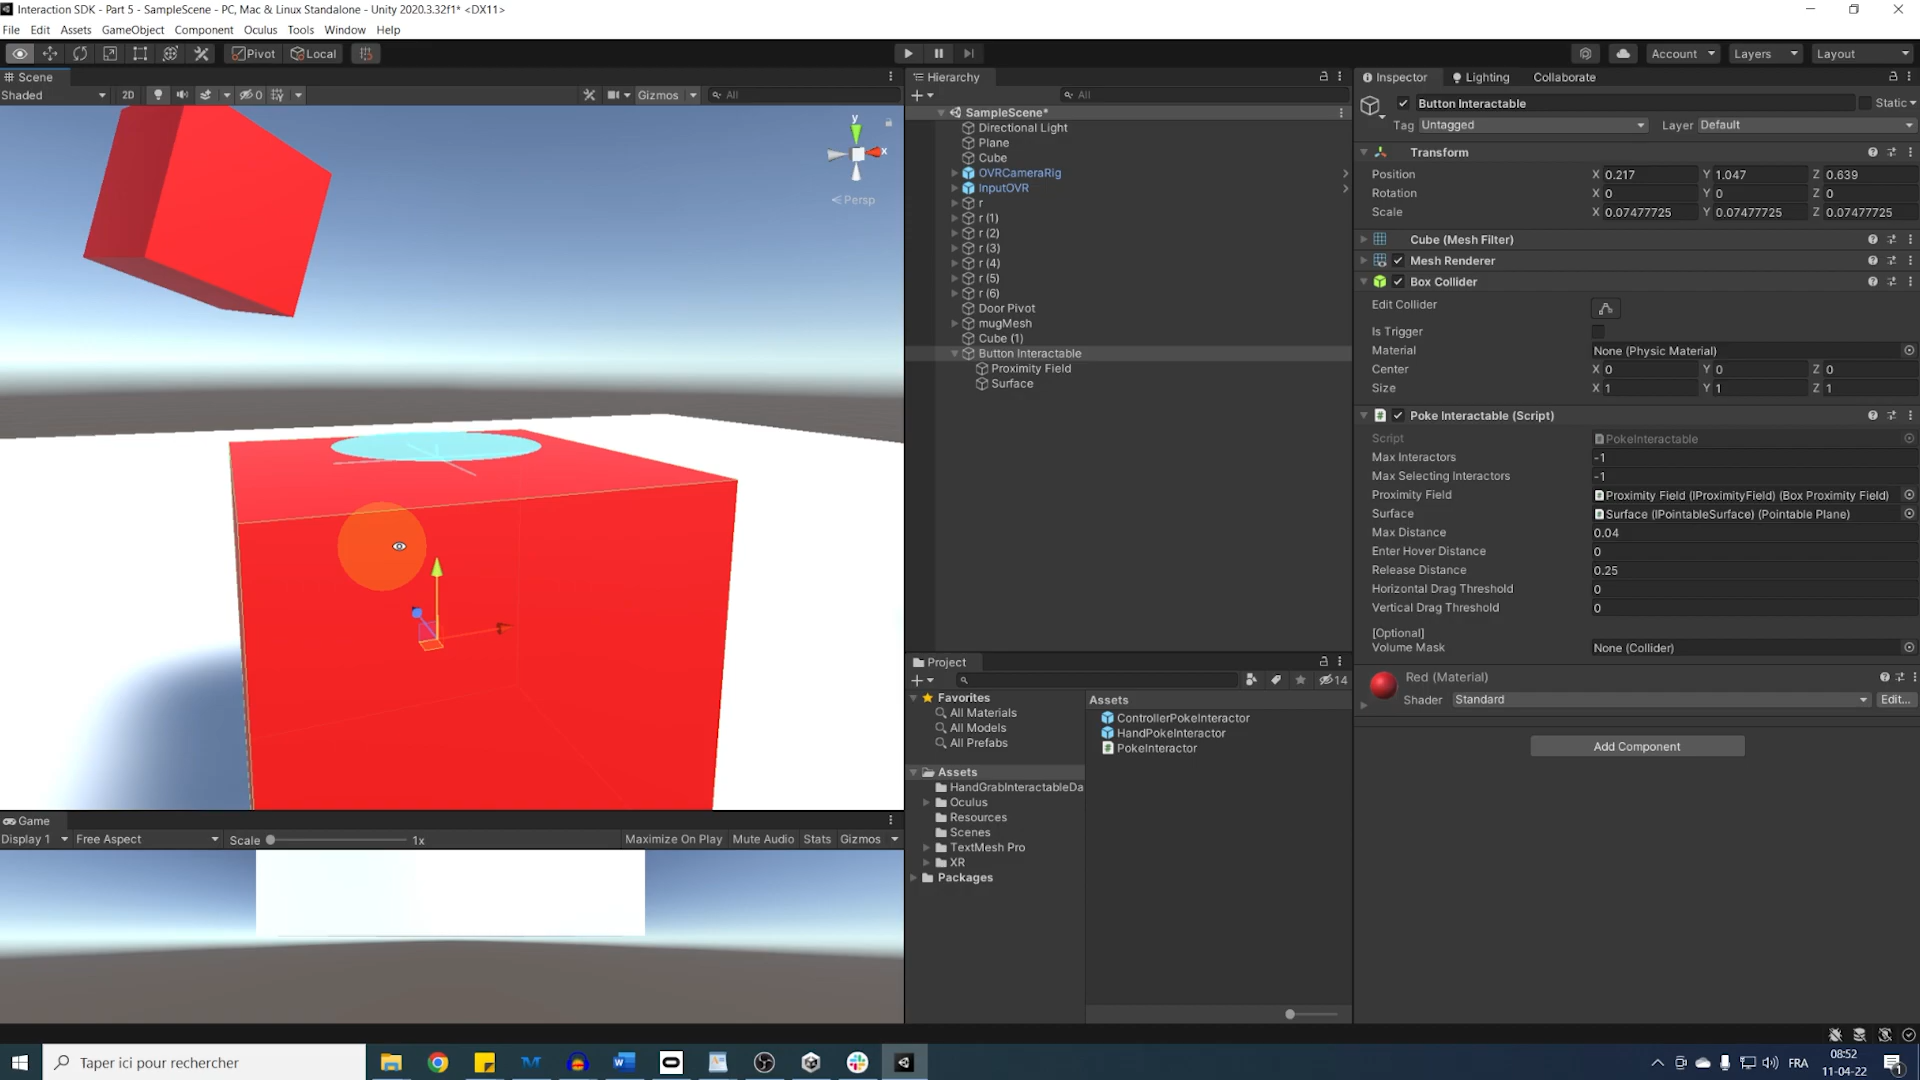 Interaction SDK - Part 5 - SampleScene - PC, Mac & Linux Standalone - Unity 2020.3.32f1* <DX11>
File Edit Assets GameObject Component Oculus Tools Window Help
Pivot Local
Account Layers Layout
Scene
Shaded 2D 0 Gizmos All
y
x
Persp
Game
Display 1 Free Aspect Scale 1x Maximize On Play Mute Audio Stats Gizmos
Hierarchy
All
SampleScene*
Directional Light
Plane
Cube
OVRCameraRig
InputOVR
r
r (1)
r (2)
r (3)
r (4)
r (5)
r (6)
Door Pivot
mugMesh
Cube (1)
Button Interactable
Proximity Field
Surface
Project
14
Favorites
All Materials
All Models
All Prefabs
Assets
HandGrabInteractableDa
Oculus
Resources
Scenes
TextMesh Pro
XR
Packages
Assets
ControllerPokeInteractor
HandPokeInteractor
PokeInteractor
Inspector Lighting Collaborate
Button Interactable Static
Tag Untagged Layer Default
Transform
Position X 0.217 Y 1.047 Z 0.639
Rotation X 0 Y 0 Z 0
Scale X 0.07477725 Y 0.07477725 Z 0.07477725
Cube (Mesh Filter)
Mesh Renderer
Box Collider
Edit Collider
Is Trigger
Material None (Physic Material)
Center X 0 Y 0 Z 0
Size X 1 Y 1 Z 1
Poke Interactable (Script)
Script PokeInteractable
Max Interactors -1
Max Selecting Interactors -1
Proximity Field Proximity Field (IProximityField) (Box Proximity Field)
Surface Surface (IPointableSurface) (Pointable Plane)
Max Distance 0.04
Enter Hover Distance 0
Release Distance 0.25
Horizontal Drag Threshold 0
Vertical Drag Threshold 0
[Optional]
Volume Mask None (Collider)
Red (Material)
Shader Standard Edit...
Add Component
Taper ici pour rechercher
FRA
08:52
11-04-22
1